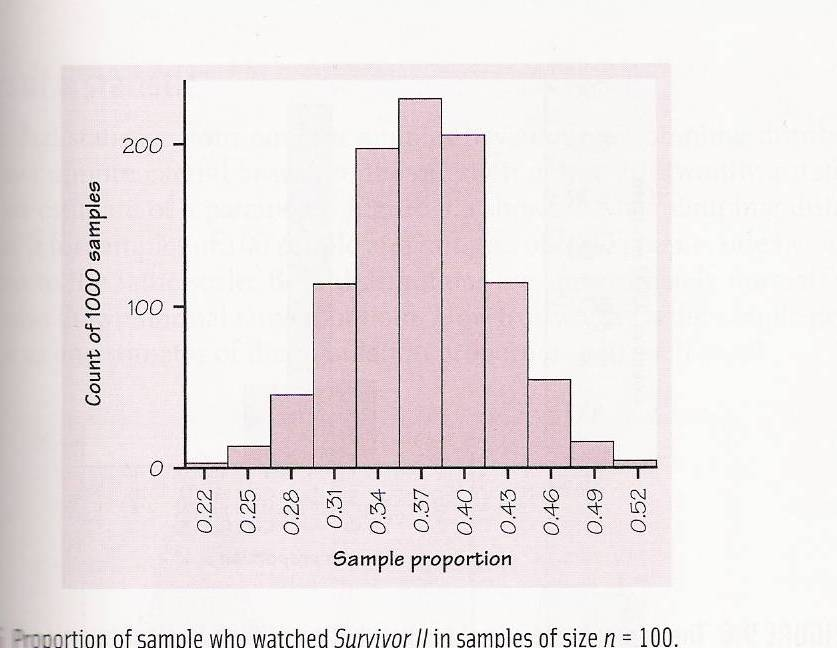 200
100
0
Count of 1000 samples
0.22 0.25 0.28 0.31 0.34 0.37 0.40 0.43 0.46 0.49 0.52
Sample proportion
Proportion of sample who watched Survivor II in samples of size n = 100.